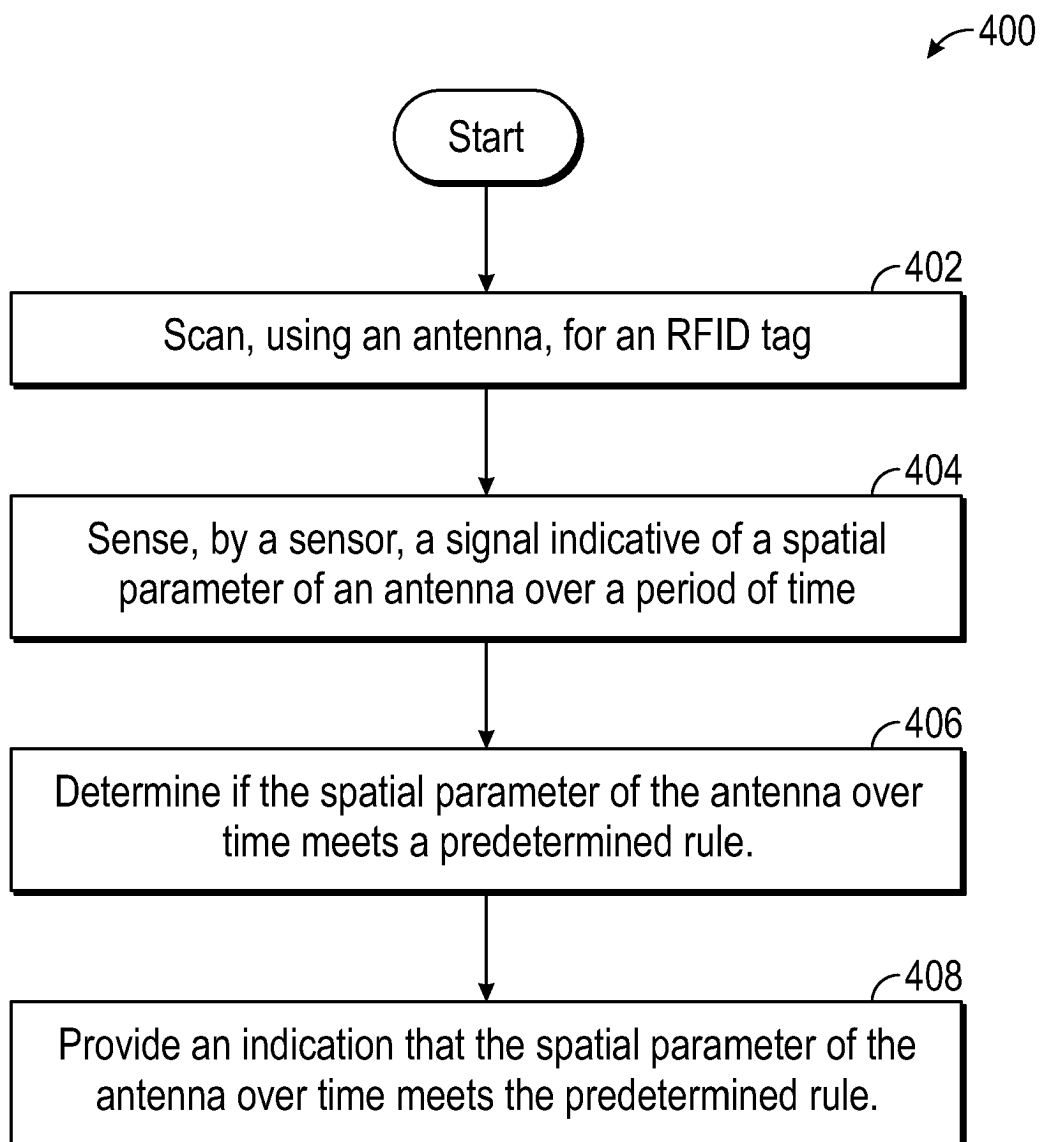 400
Start
402
Scan, using an antenna, for an RFID tag
404
Sense, by a sensor, a signal indicative of a spatial
parameter of an antenna over a period of time
406
Determine if the spatial parameter of the antenna over
time meets a predetermined rule.
408
Provide an indication that the spatial parameter of the
antenna over time meets the predetermined rule.